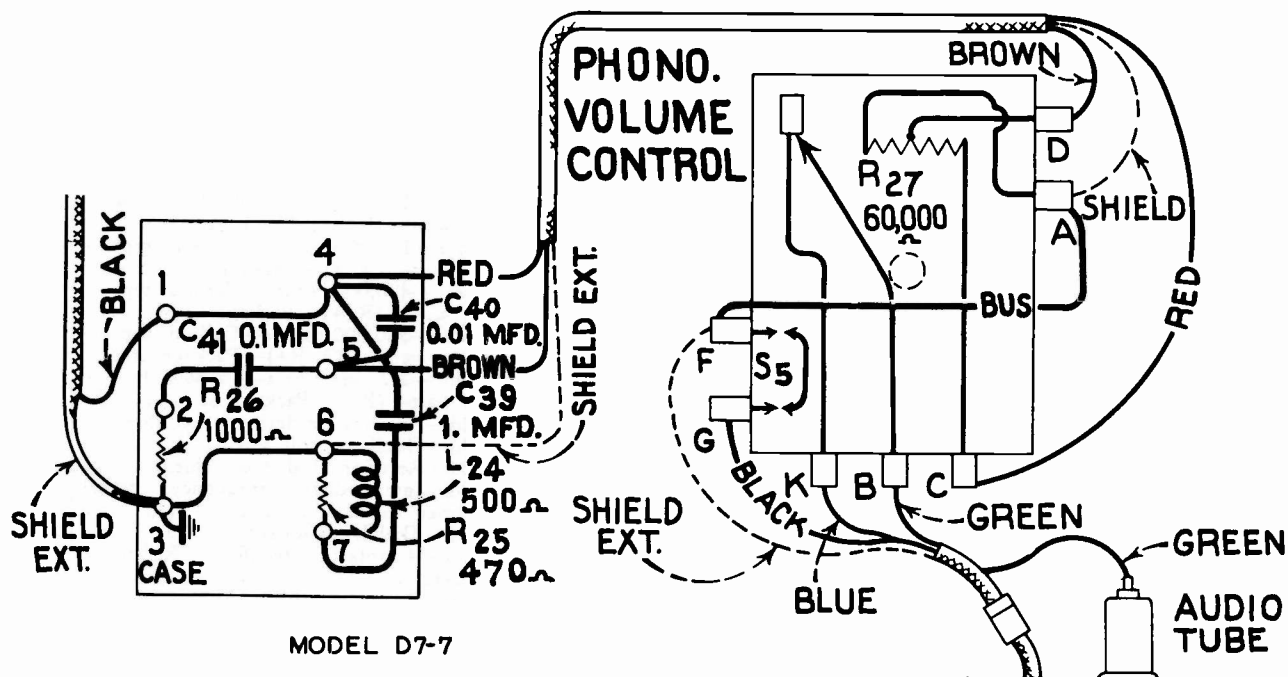 PHONO.
VOLUME
CONTROL
BROWN
D
A
SHIELD
R27
60,000
Ω
BUS
RED
F
S5
G
BLACK
K
B
C
GREEN
BLUE
SHIELD
EXT.
GREEN
AUDIO
TUBE
BLACK
1
4
RED
C40
0.01 MFD.
C41 0.1 MFD.
5
BROWN
SHIELD EXT.
2
R26
1000Ω
C39
1. MFD.
6
L24
500Ω
3
CASE
7
R25
470Ω
SHIELD
EXT.
MODEL D7-7